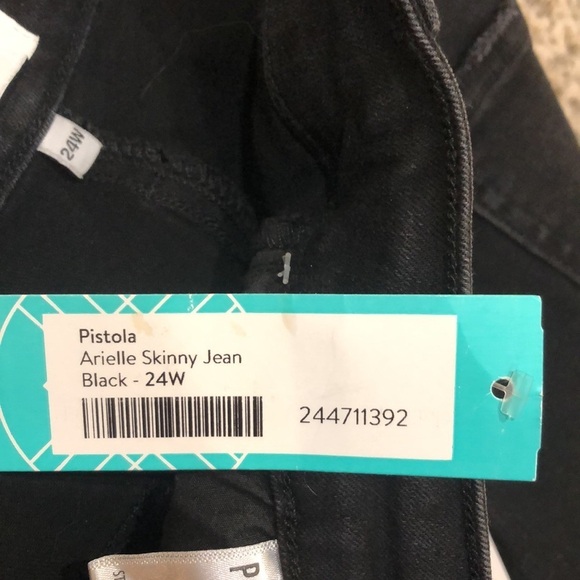 24W
Pistola
Arielle Skinny Jean
Black - 24W
244711392
P